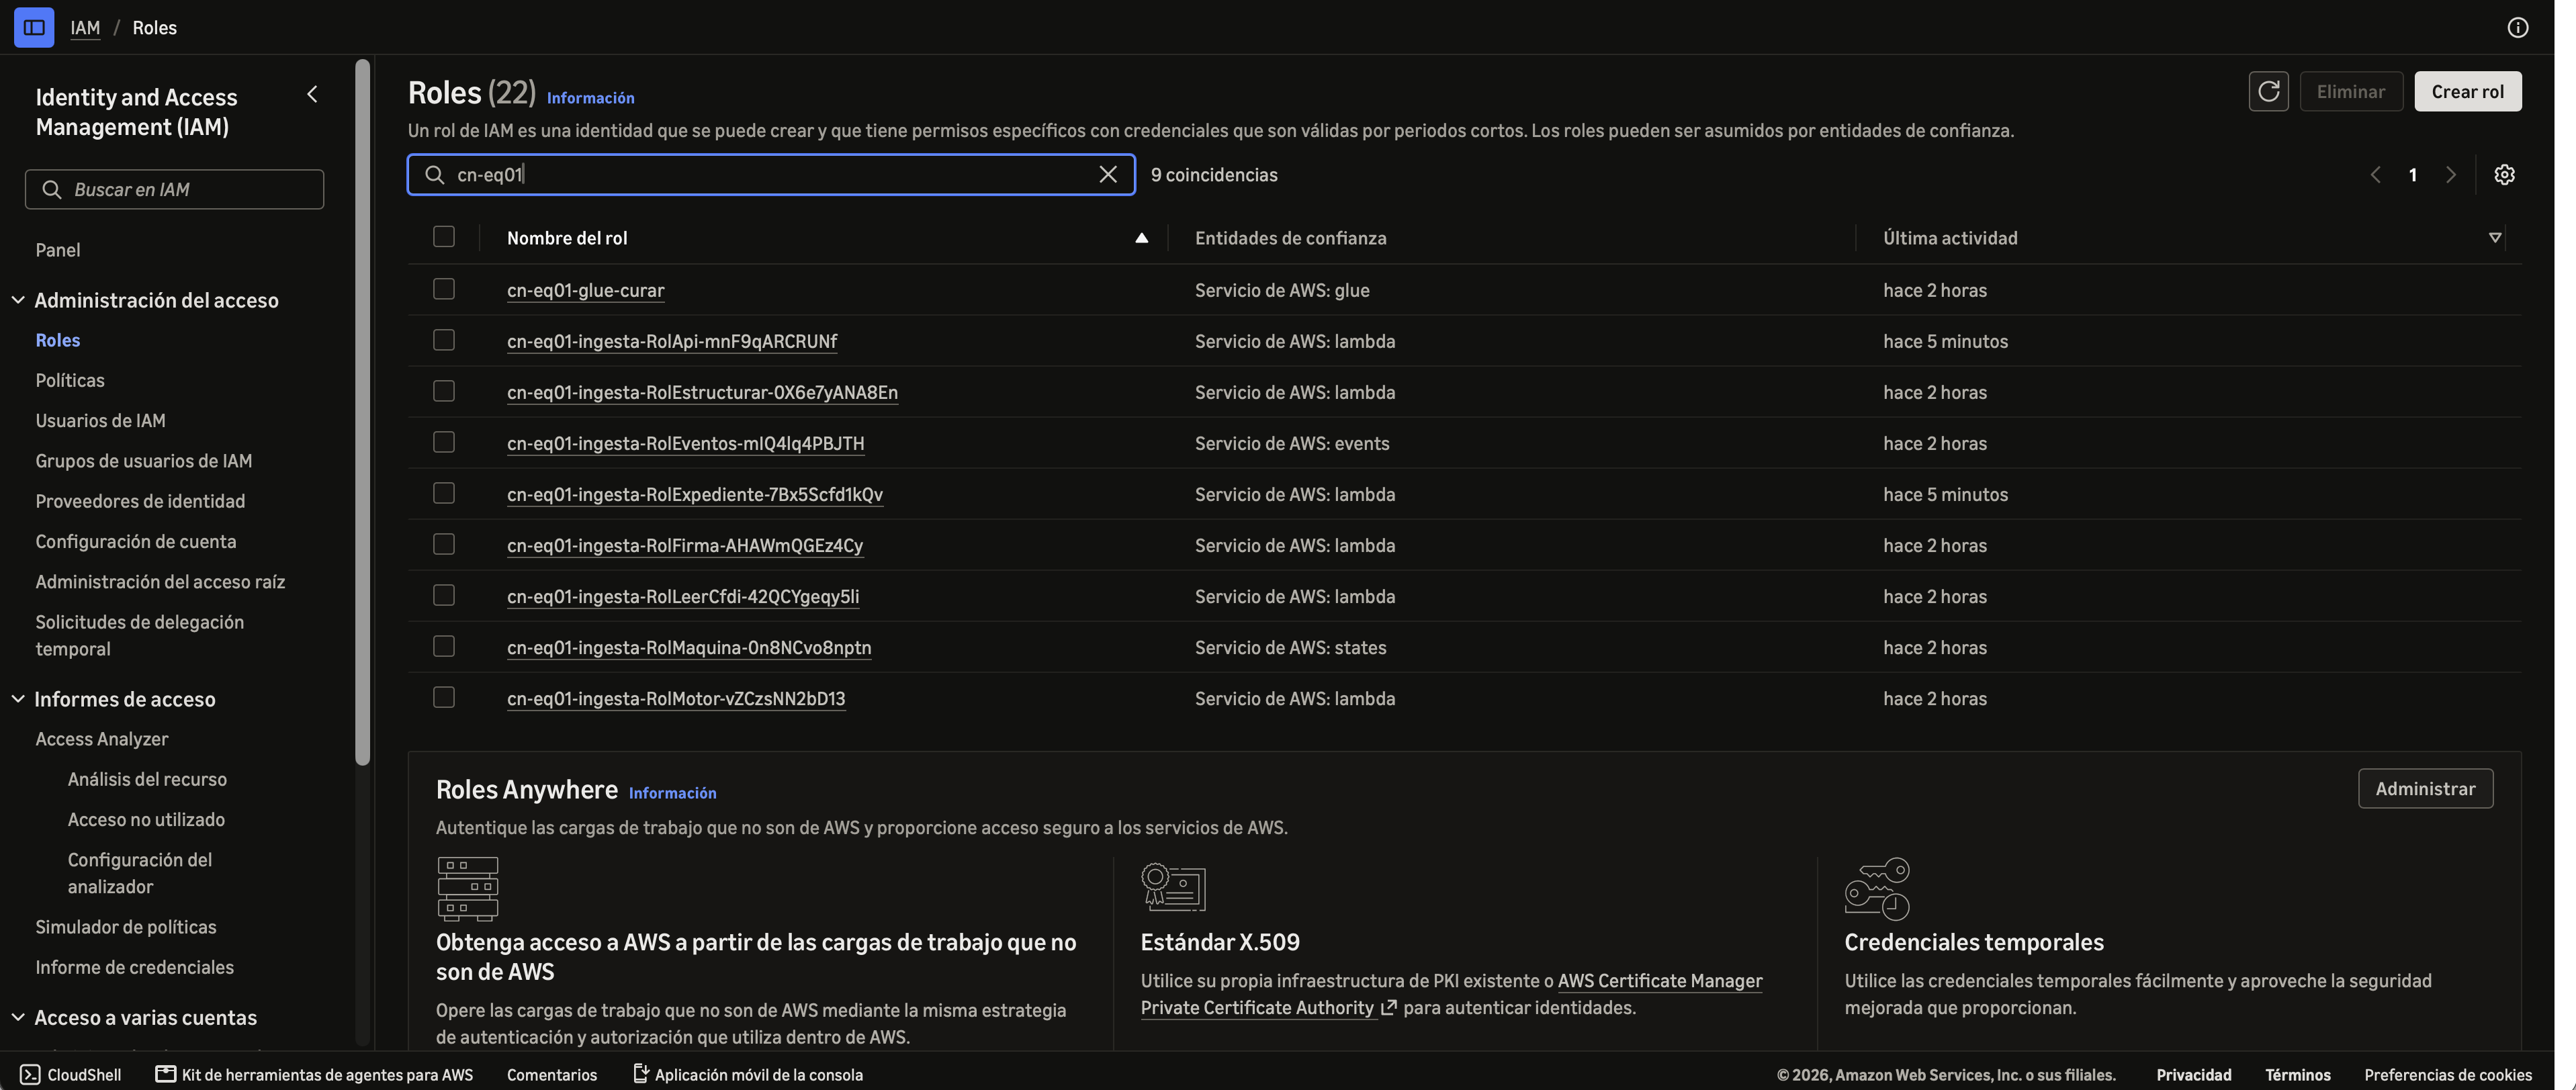 IAM / Roles
Identity and Access
Management (IAM)
Buscar en IAM
Panel
Administración del acceso
Roles
Políticas
Usuarios de IAM
Grupos de usuarios de IAM
Proveedores de identidad
Configuración de cuenta
Administración del acceso raíz
Solicitudes de delegación
temporal
Informes de acceso
Access Analyzer
Análisis del recurso
Acceso no utilizado
Configuración del
analizador
Simulador de políticas
Informe de credenciales
Acceso a varias cuentas
Roles (22) Información
Eliminar
Crear rol
Un rol de IAM es una identidad que se puede crear y que tiene permisos específicos con credenciales que son válidas por periodos cortos. Los roles pueden ser asumidos por entidades de confianza.
cn-eq01
9 coincidencias
1
Nombre del rol Entidades de confianza Última actividad
cn-eq01-glue-curar Servicio de AWS: glue hace 2 horas
cn-eq01-ingesta-RolApi-mnF9qARCRUNf Servicio de AWS: lambda hace 5 minutos
cn-eq01-ingesta-RolEstructurar-0X6e7yANA8En Servicio de AWS: lambda hace 2 horas
cn-eq01-ingesta-RolEventos-mIQ4lq4PBJTH Servicio de AWS: events hace 2 horas
cn-eq01-ingesta-RolExpediente-7Bx5Scfd1kQv Servicio de AWS: lambda hace 5 minutos
cn-eq01-ingesta-RolFirma-AHAWmQGEz4Cy Servicio de AWS: lambda hace 2 horas
cn-eq01-ingesta-RolLeerCfdi-42QCYgeqy5li Servicio de AWS: lambda hace 2 horas
cn-eq01-ingesta-RolMaquina-0n8NCvo8nptn Servicio de AWS: states hace 2 horas
cn-eq01-ingesta-RolMotor-vZCzsNN2bD13 Servicio de AWS: lambda hace 2 horas
Roles Anywhere Información
Administrar
Autentique las cargas de trabajo que no son de AWS y proporcione acceso seguro a los servicios de AWS.
Obtenga acceso a AWS a partir de las cargas de trabajo que no
son de AWS
Opere las cargas de trabajo que no son de AWS mediante la misma estrategia
de autenticación y autorización que utiliza dentro de AWS.
Estándar X.509
Utilice su propia infraestructura de PKI existente o AWS Certificate Manager
Private Certificate Authority para autenticar identidades.
Credenciales temporales
Utilice las credenciales temporales fácilmente y aproveche la seguridad
mejorada que proporcionan.
CloudShell Kit de herramientas de agentes para AWS Comentarios Aplicación móvil de la consola © 2026, Amazon Web Services, Inc. o sus filiales. Privacidad Términos Preferencias de cookies